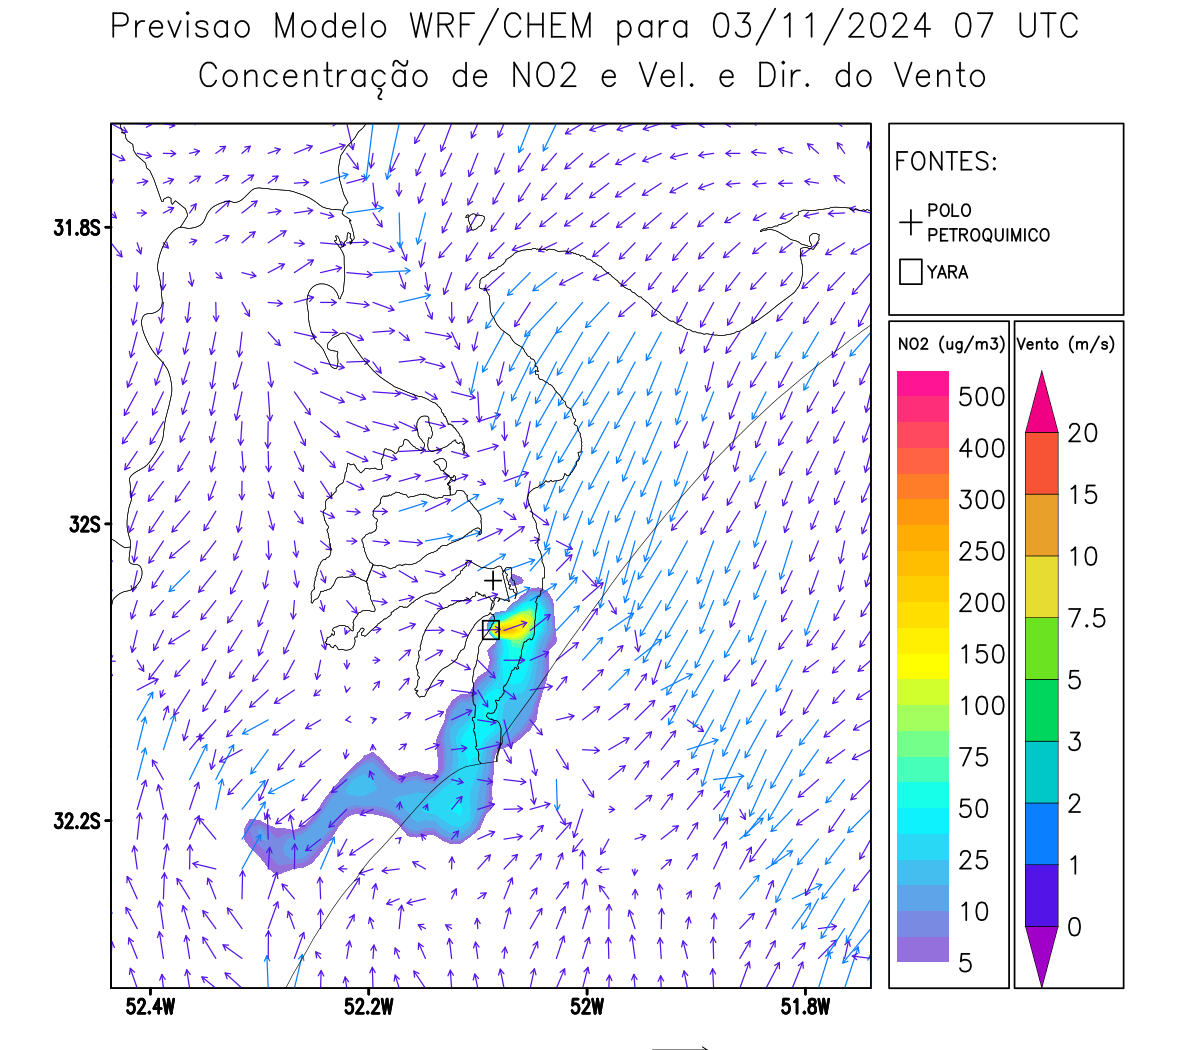 Previsao Modelo WRF/CHEM para 03/11/2024 07 UTC
Concentração de NO2 e Vel. e Dir. do Vento
FONTES:
POLO
PETROQUIMICO
YARA
NO2 (ug/m3)
500
400
300
250
200
150
100
75
50
25
10
5
Vento (m/s)
20
15
10
7.5
5
3
2
1
0
31.8S
32S
32.2S
52.4W
52.2W
52W
51.8W